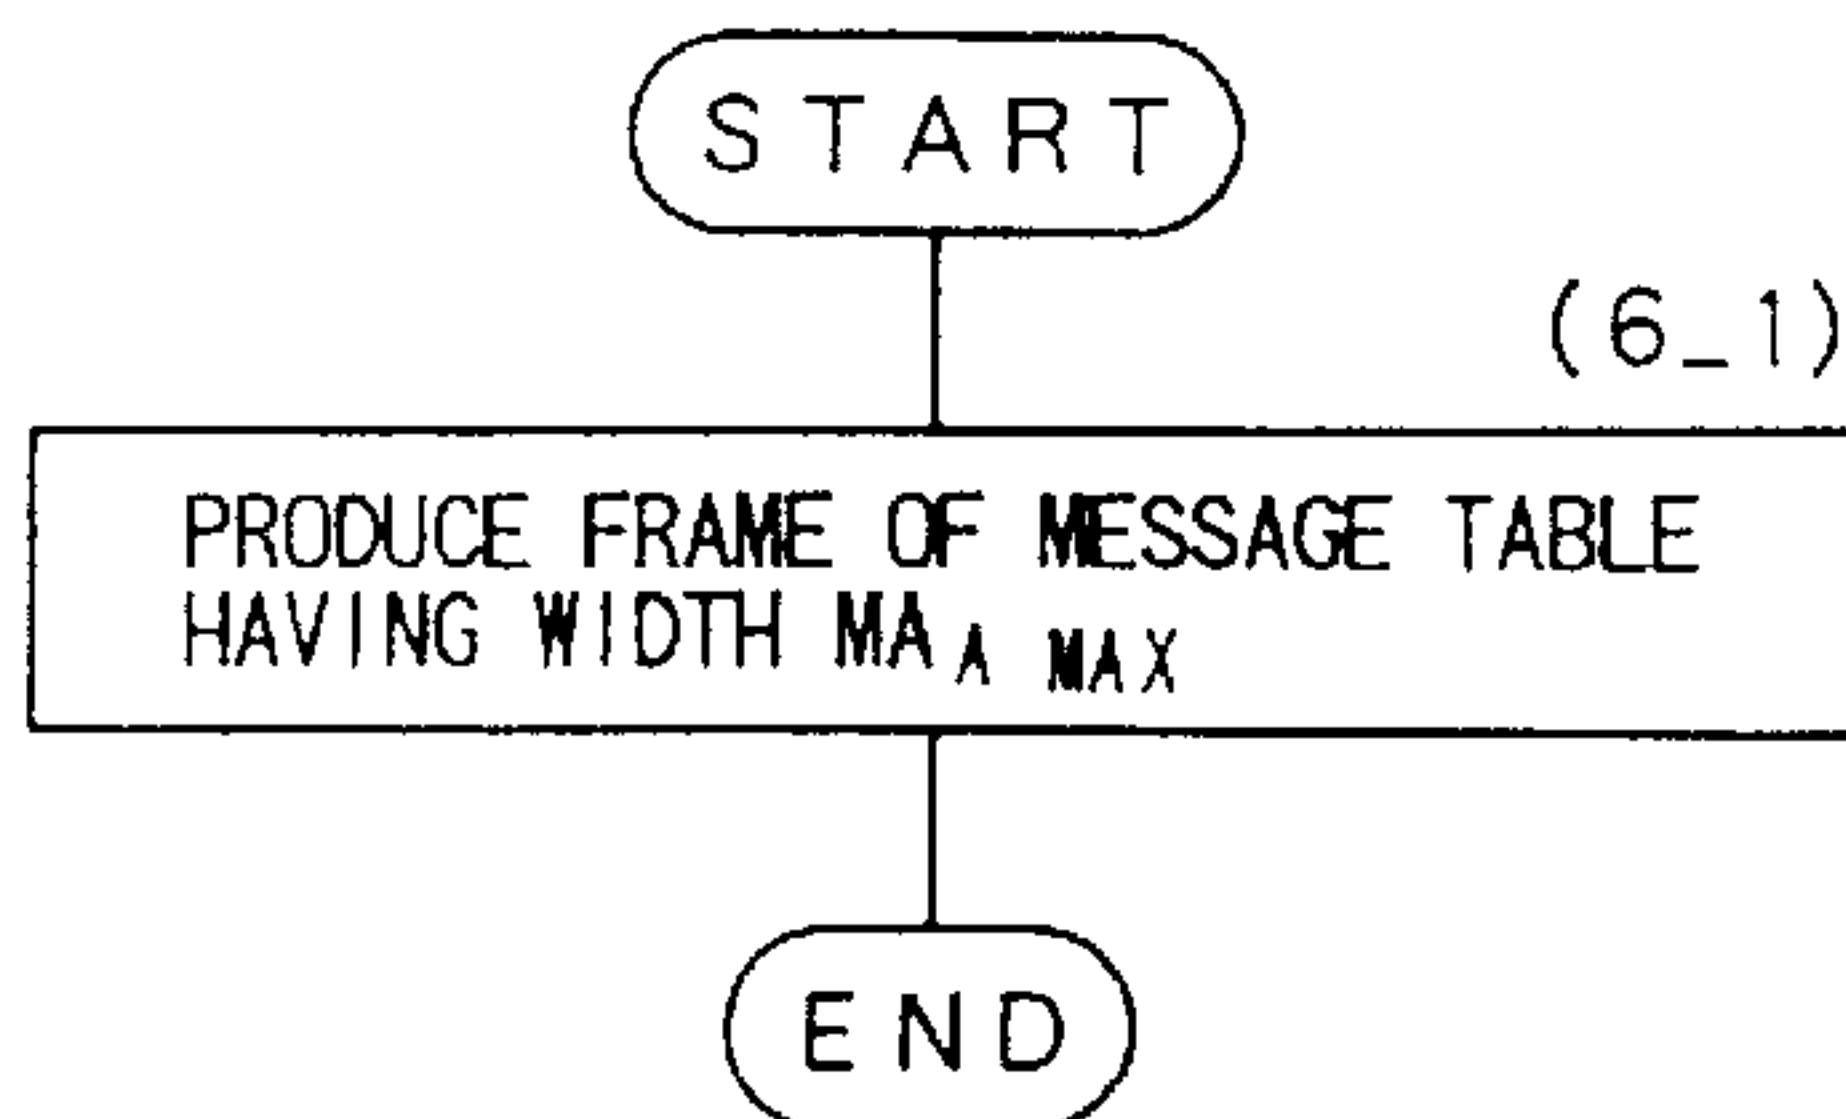 START
(6_1)
PRODUCE FRAME OF MESSAGE TABLE
HAVING WIDTH MA A MAX
END